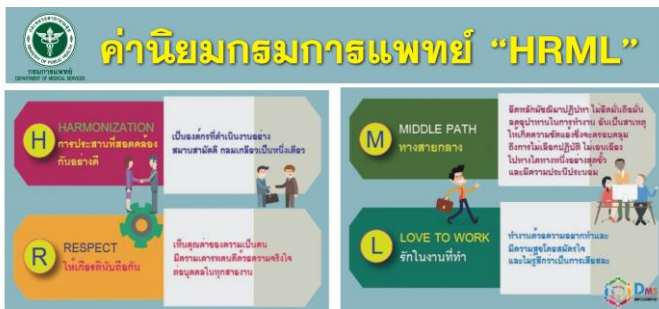 กรมการแพทย์
DEPARTMENT OF MEDICAL SERVICES
ค่านิยมกรมการแพทย์ “HRML”
H
HARMONIZATION
การประสานที่สอดคล้อง
กันอย่างดี
เป็นองค์กรที่ดำเนินงานอย่าง
สมานสามัคคี กลมเกลียวเป็นหนึ่งเดียว
R
RESPECT
ให้เกียรตินับถือกัน
เห็นคุณค่าของความเป็นคน
มีความเคารพตนด้วยความจริงใจ
ต่อบุคคลในทุกสายงาน
M
MIDDLE PATH
ทางสายกลาง
ยึดหลักมัชฌิมาปฏิปทา ไม่ยึดมั่นถือมั่น
ลดอุปาทานในการทำงาน อันเป็นสาเหตุ
ให้เกิดความขัดแย้งซึ่งจะครอบคลุม
ถึงการไม่เลือกปฏิบัติ ไม่เอนเอียง
ไปทางใดทางหนึ่งอย่างสุดขั้ว
และมีความประนีประนอม
L
LOVE TO WORK
รักในงานที่ทำ
ทำงานด้วยความอยากทำและ
มีความสุขโดยสมัครใจ
และไม่รู้สึกว่าเป็นการเสียสละ
DMS